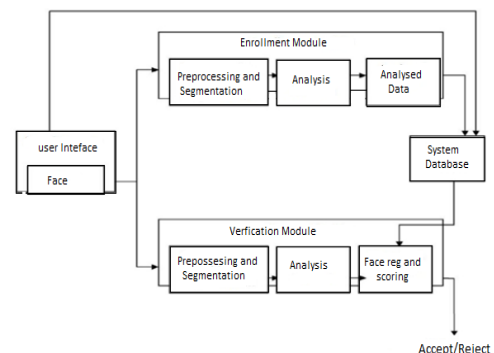 Enrollment Module
Preprocessing and
Segmentation
Analysis
Analysed
Data
user Inteface
Face
System
Database
Verfication Module
Prepossesing and
Segmentation
Analysis
Face reg and
scoring
Accept/Reject